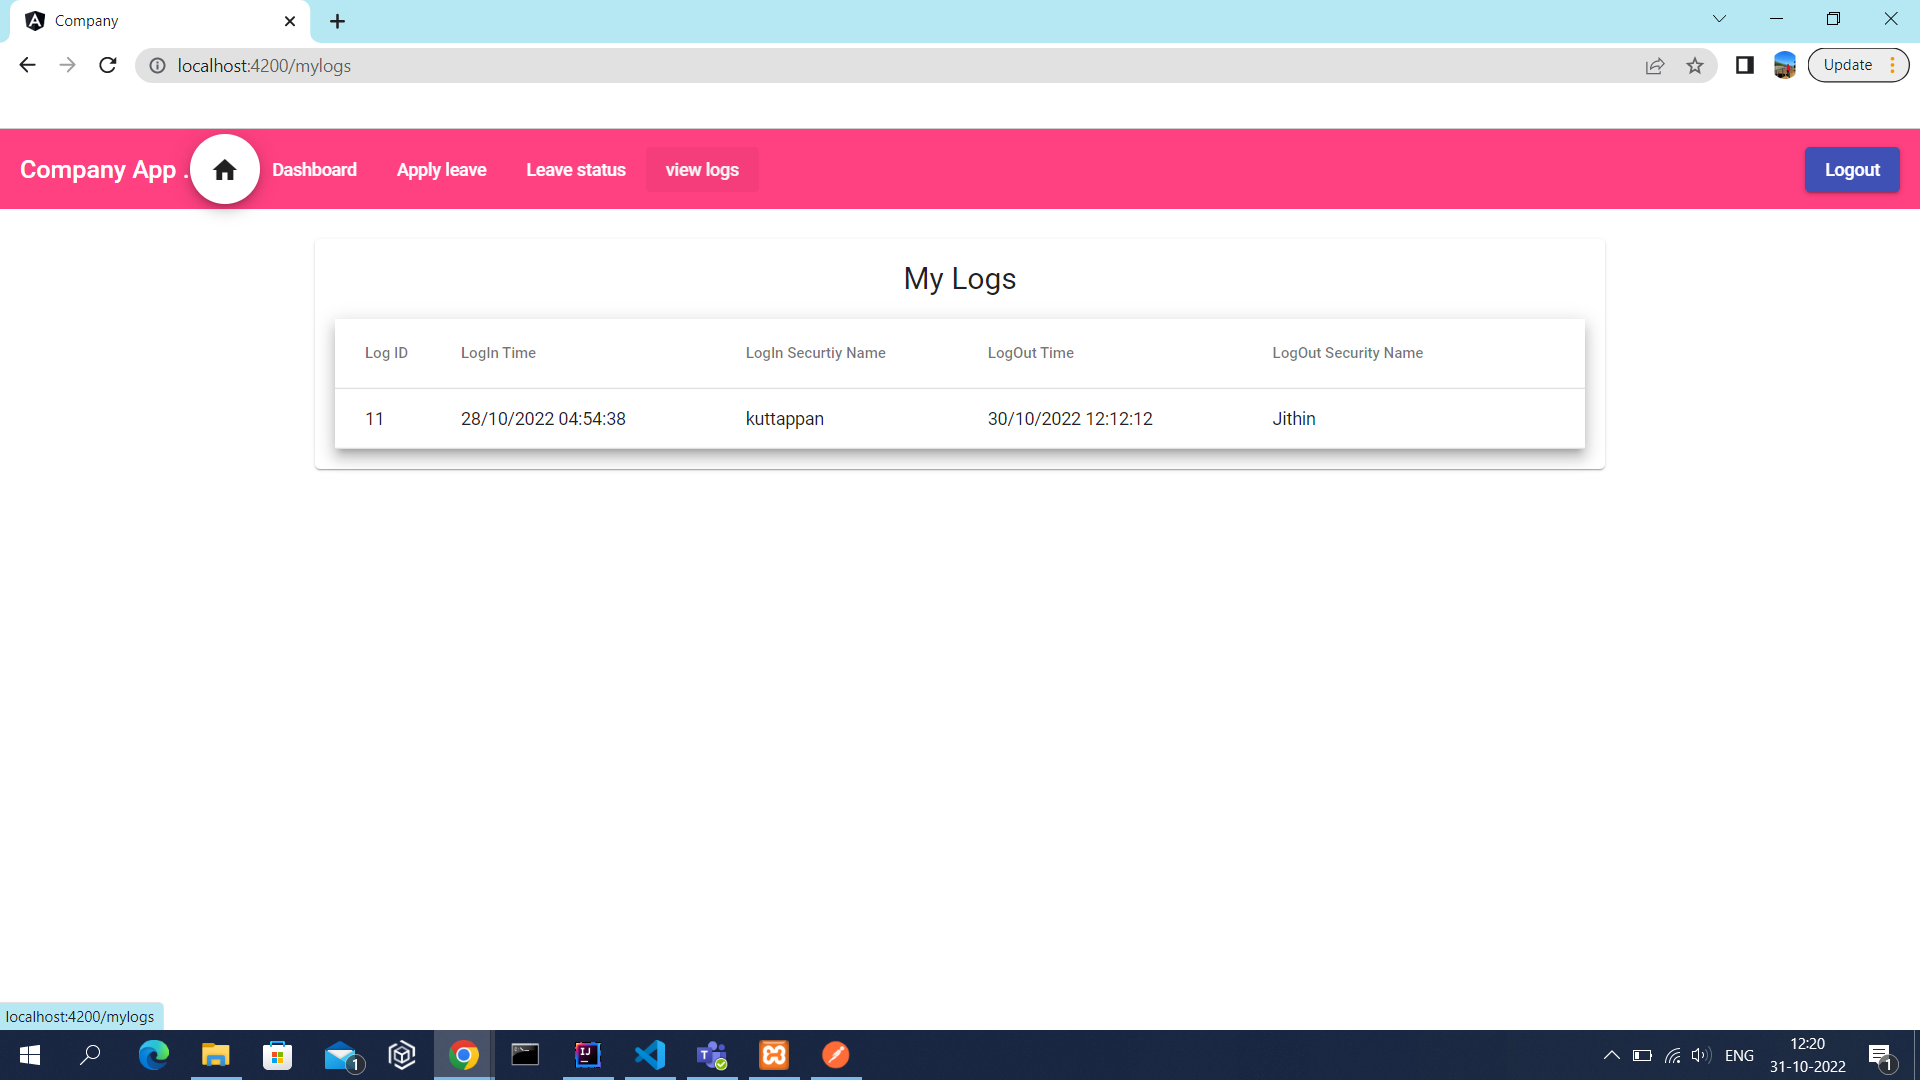 Company
localhost:4200/mylogs
Update
Company App .
Dashboard
Apply leave
Leave status
view logs
Logout
My Logs
Log ID LogIn Time LogIn Securtiy Name LogOut Time LogOut Security Name
11 28/10/2022 04:54:38 kuttappan 30/10/2022 12:12:12 Jithin
localhost:4200/mylogs
1
IJ
T
ENG
12:20
31-10-2022
1